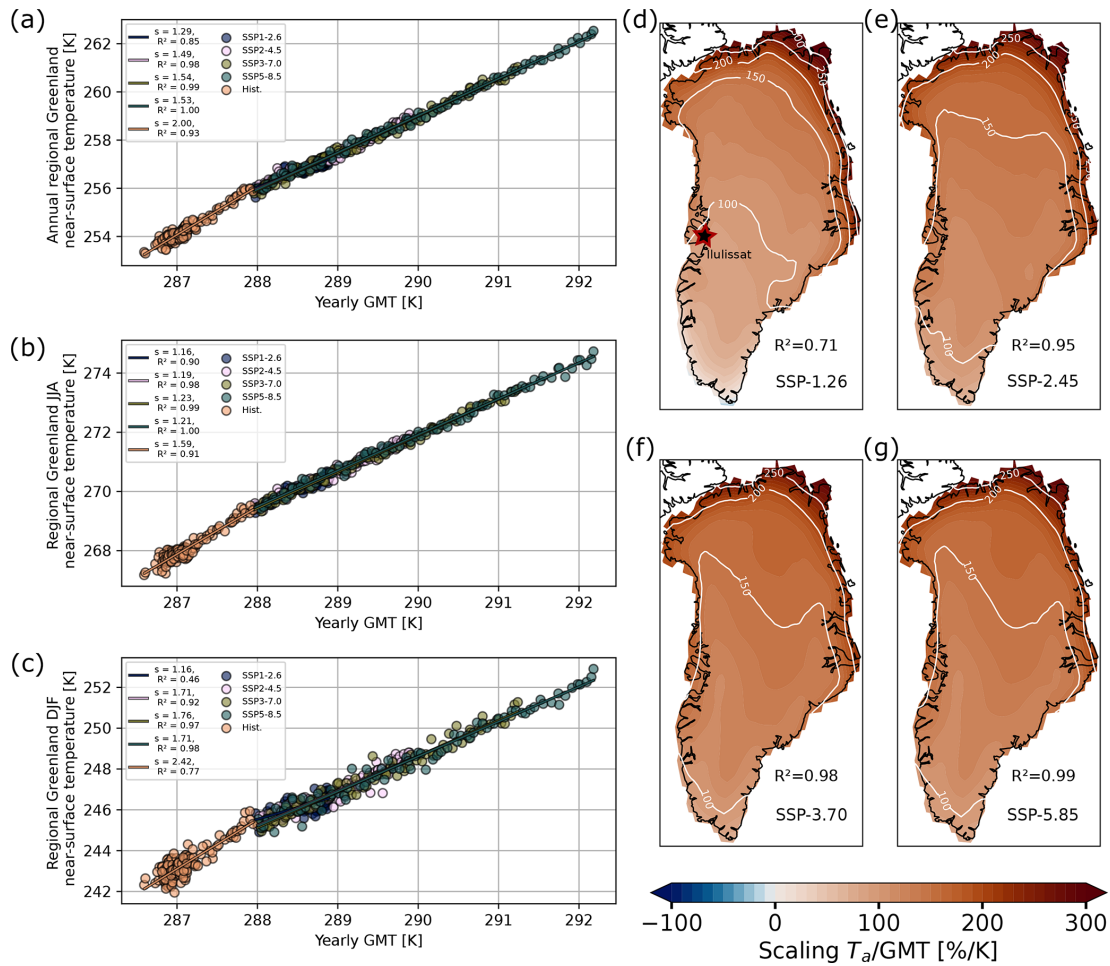 (a)
s = 1.29,
R² = 0.85
s = 1.49,
R² = 0.98
s = 1.54,
R² = 0.99
s = 1.53,
R² = 1.00
s = 2.00,
R² = 0.93
SSP1-2.6
SSP2-4.5
SSP3-7.0
SSP5-8.5
Hist.
262
260
258
256
254
Annual regional Greenland
near-surface temperature [K]
287 288 289 290 291 292
Yearly GMT [K]
(b)
s = 1.16,
R² = 0.90
s = 1.19,
R² = 0.98
s = 1.23,
R² = 0.99
s = 1.21,
R² = 1.00
s = 1.59,
R² = 0.91
SSP1-2.6
SSP2-4.5
SSP3-7.0
SSP5-8.5
Hist.
274
272
270
268
Regional Greenland JJA
near-surface temperature [K]
287 288 289 290 291 292
Yearly GMT [K]
(c)
s = 1.16,
R² = 0.46
s = 1.71,
R² = 0.92
s = 1.76,
R² = 0.97
s = 1.71,
R² = 0.98
s = 2.42,
R² = 0.77
SSP1-2.6
SSP2-4.5
SSP3-7.0
SSP5-8.5
Hist.
252
250
248
246
244
242
Regional Greenland DJF
near-surface temperature [K]
287 288 289 290 291 292
Yearly GMT [K]
(d)
200
250
150
100
Ilulissat
R²=0.71
SSP-1.26
(e)
250
200
150
100
R²=0.95
SSP-2.45
(f)
250
200
150
100
R²=0.98
SSP-3.70
(g)
250
200
150
100
R²=0.99
SSP-5.85
−100 0 100 200 300
Scaling Tₐ/GMT [%/K]